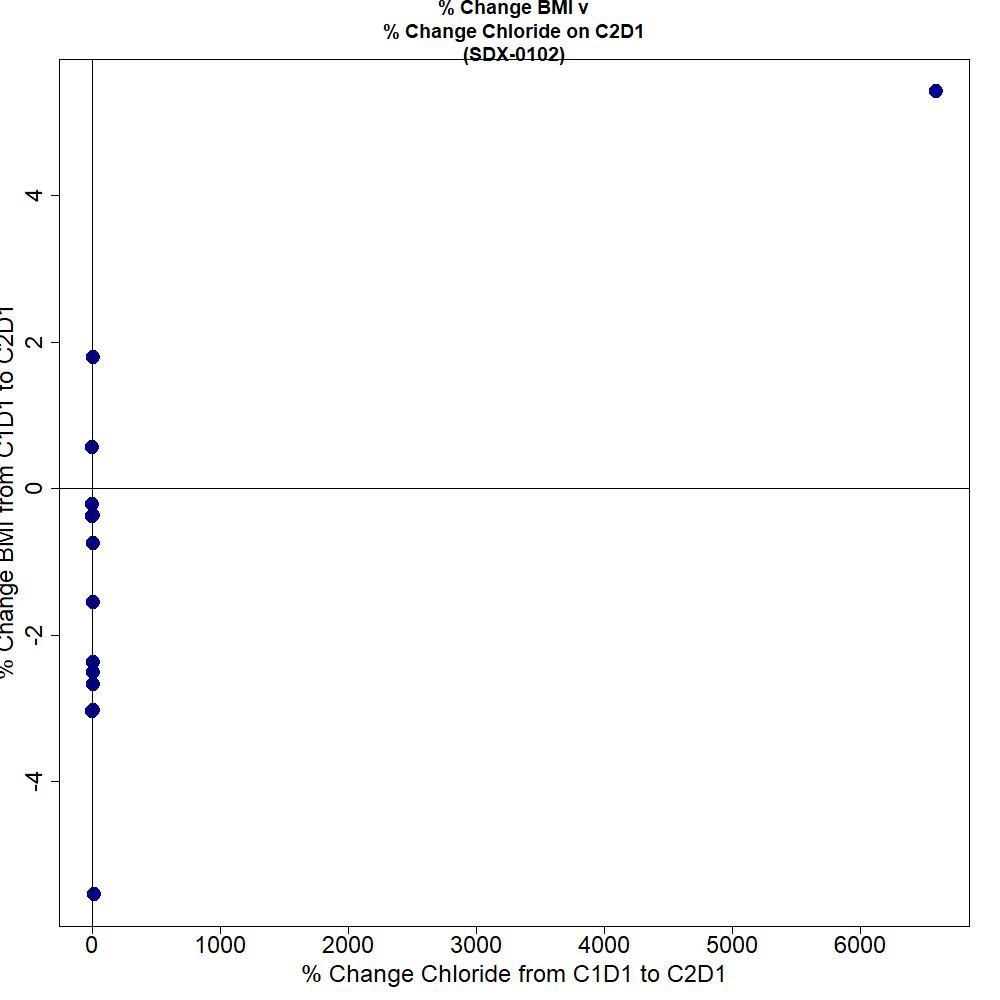 % Change BMI v
% Change Chloride on C2D1
(SDX-0102)
% Change BMI from C1D1 to C2D1
4
2
0
-2
-4
0
1000
2000
3000
4000
5000
6000
% Change Chloride from C1D1 to C2D1